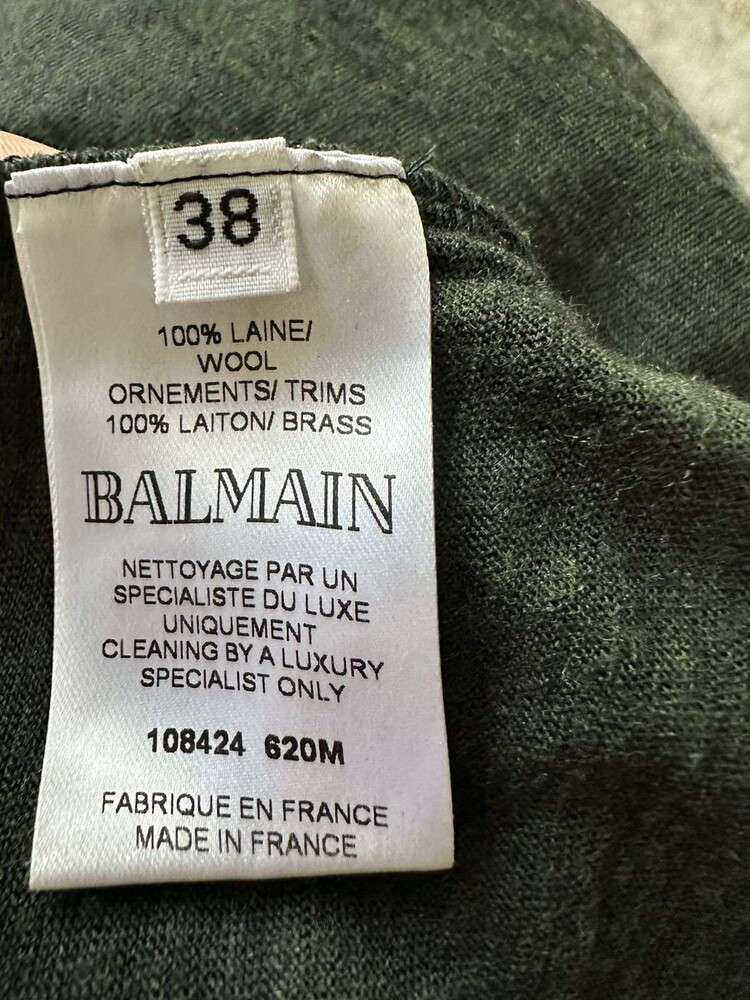 38
100% LAINE/
WOOL
ORNEMENTS/ TRIMS
100% LAITON/ BRASS
BALMAIN
NETTOYAGE PAR UN
SPECIALISTE DU LUXE
UNIQUEMENT
CLEANING BY A LUXURY
SPECIALIST ONLY
108424 620M
FABRIQUE EN FRANCE
MADE IN FRANCE